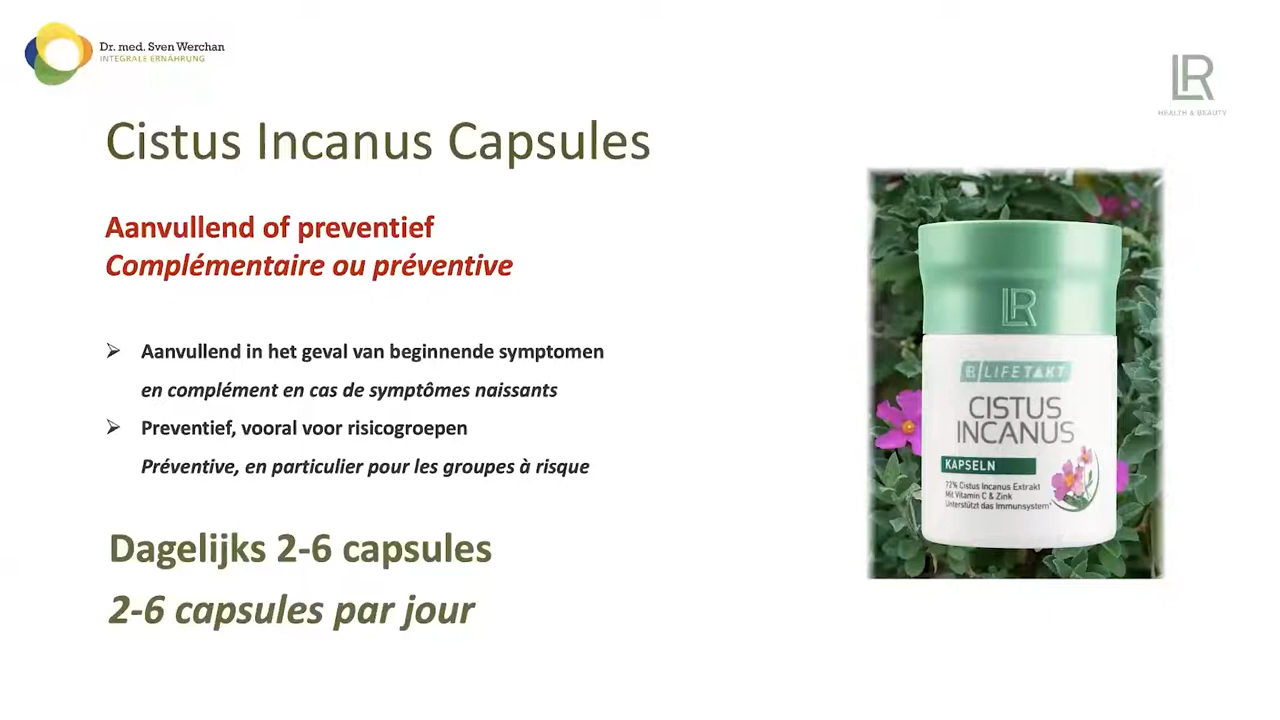 Dr. med. Sven Werchan
INTEGRALE ERNÄHRUNG
LR
HEALTH & BEAUTY
Cistus Incanus Capsules
Aanvullend of preventief
Complémentaire ou préventive
Aanvullend in het geval van beginnende symptomen
en complément en cas de symptômes naissants
Preventief, vooral voor risicogroepen
Préventive, en particulier pour les groupes à risque
Dagelijks 2-6 capsules
2-6 capsules par jour
LR
LR LIFETAKT
CISTUS
INCANUS
KAPSELN
72% Cistus Incanus Extrakt
Mit Vitamin C & Zink
Unterstützt das Immunsystem*